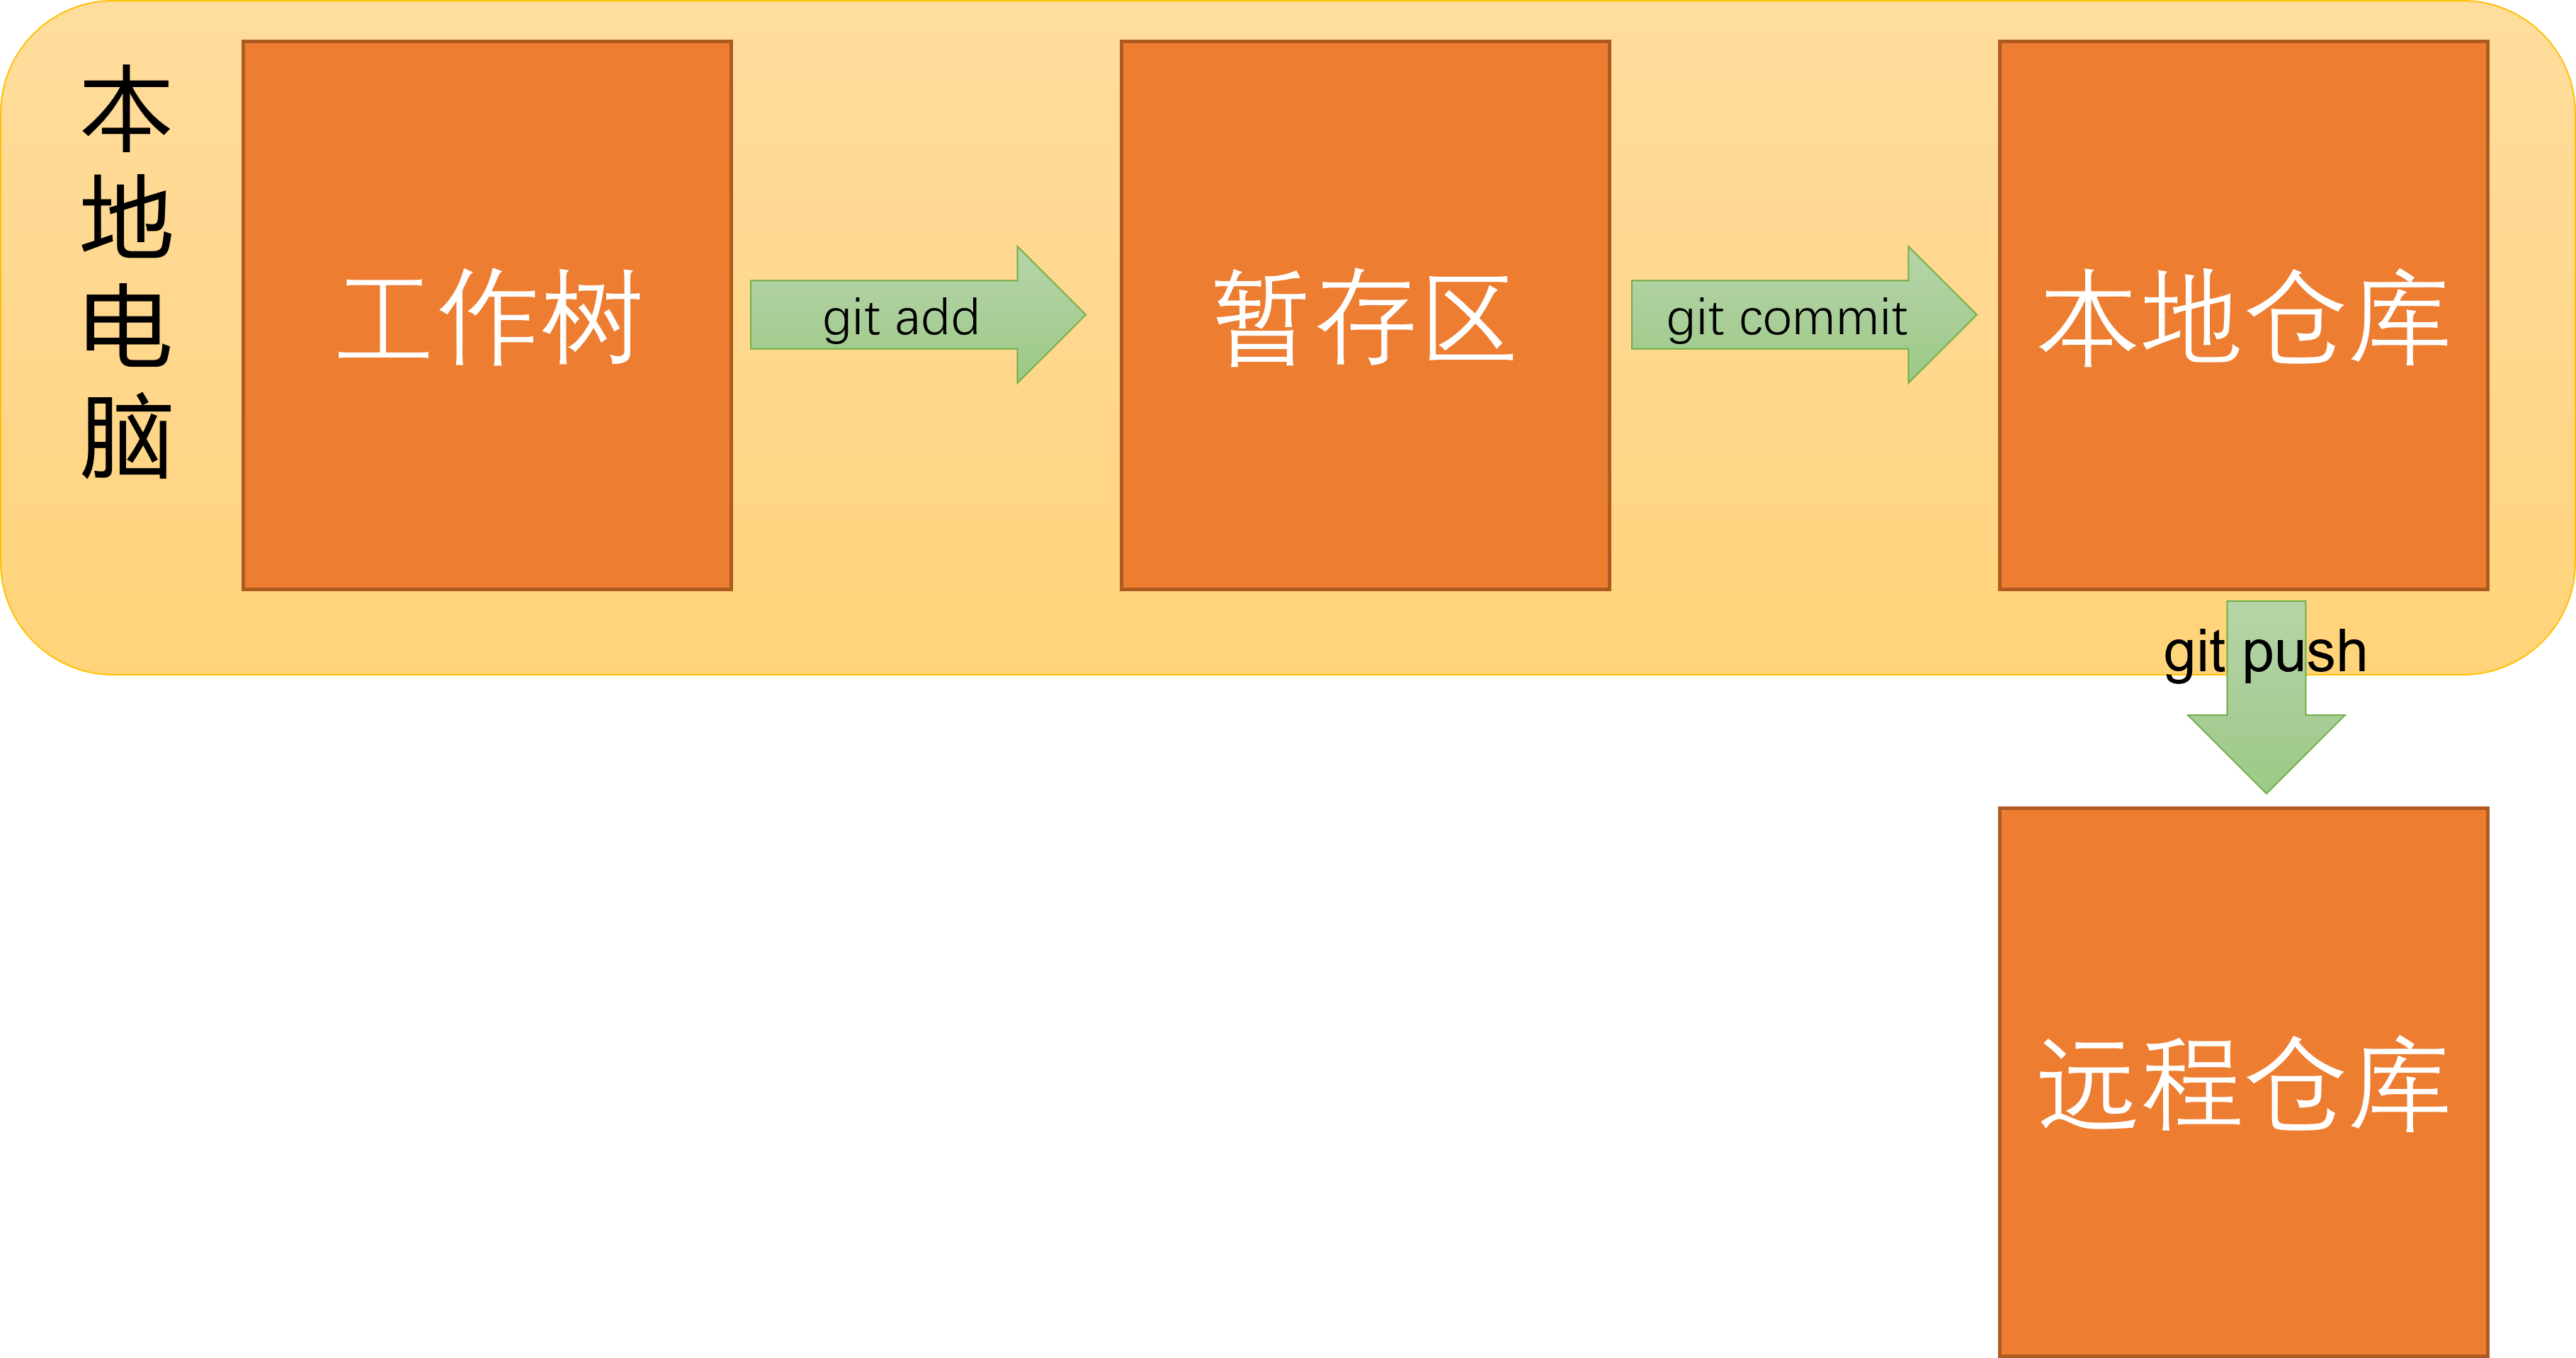 本地电脑
工作树
git add
暂存区
git commit
本地仓库
git push
远程仓库